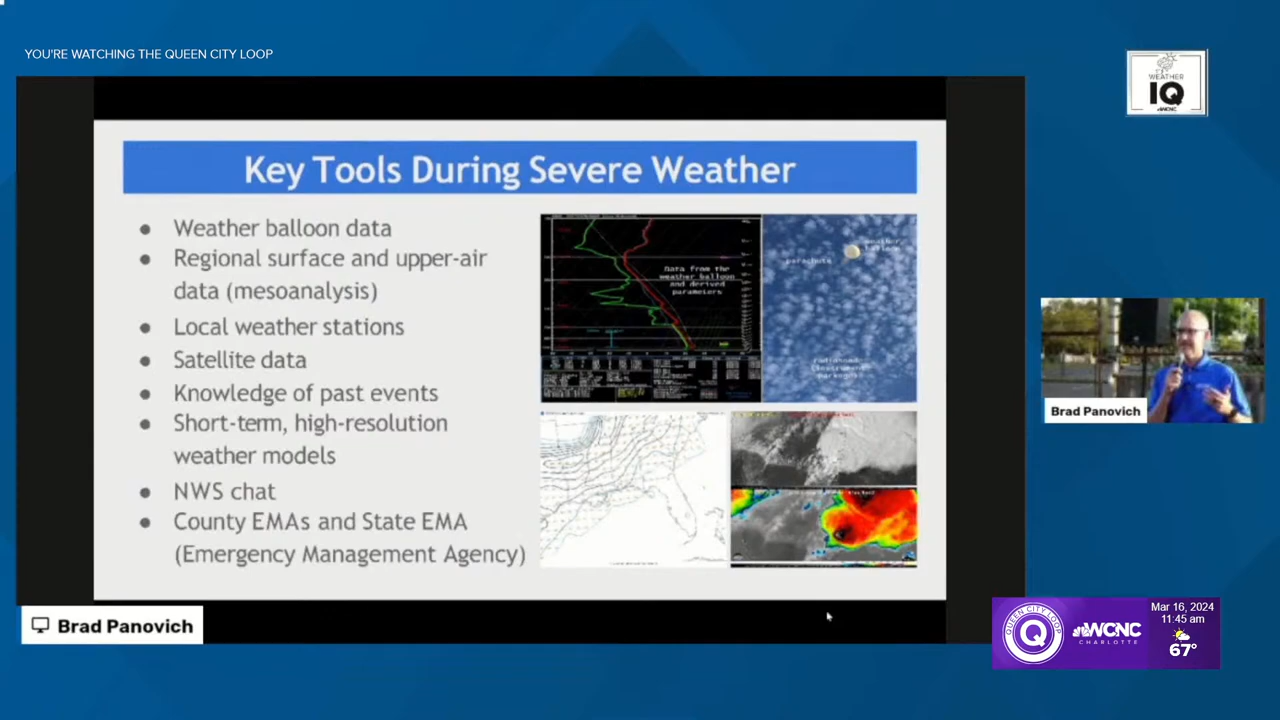 YOU'RE WATCHING THE QUEEN CITY LOOP
WEATHER
IQ
WCNC
Key Tools During Severe Weather
● Weather balloon data
● Regional surface and upper-air
data (mesoanalysis)
● Local weather stations
● Satellite data
● Knowledge of past events
● Short-term, high-resolution
weather models
● NWS chat
● County EMAs and State EMA
(Emergency Management Agency)
Data from the
weather balloon
and derived
parameters
weather
balloon
parachute
Brad Panovich
Brad Panovich
QUEEN CITY LOOP
Q
WCNC
CHARLOTTE
Mar 16, 2024
11:45 am
67°